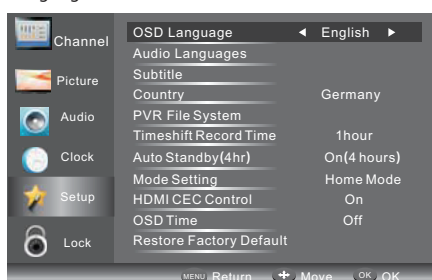 Channel
Picture
Audio
Clock
Setup
Lock
OSD Language English
Audio Languages
Subtitle
Country Germany
PVR File System
Timeshift Record Time 1hour
Auto Standby(4hr) On(4 hours)
Mode Setting Home Mode
HDMI CEC Control On
OSD Time Off
Restore Factory Default
MENU Return Move OK OK